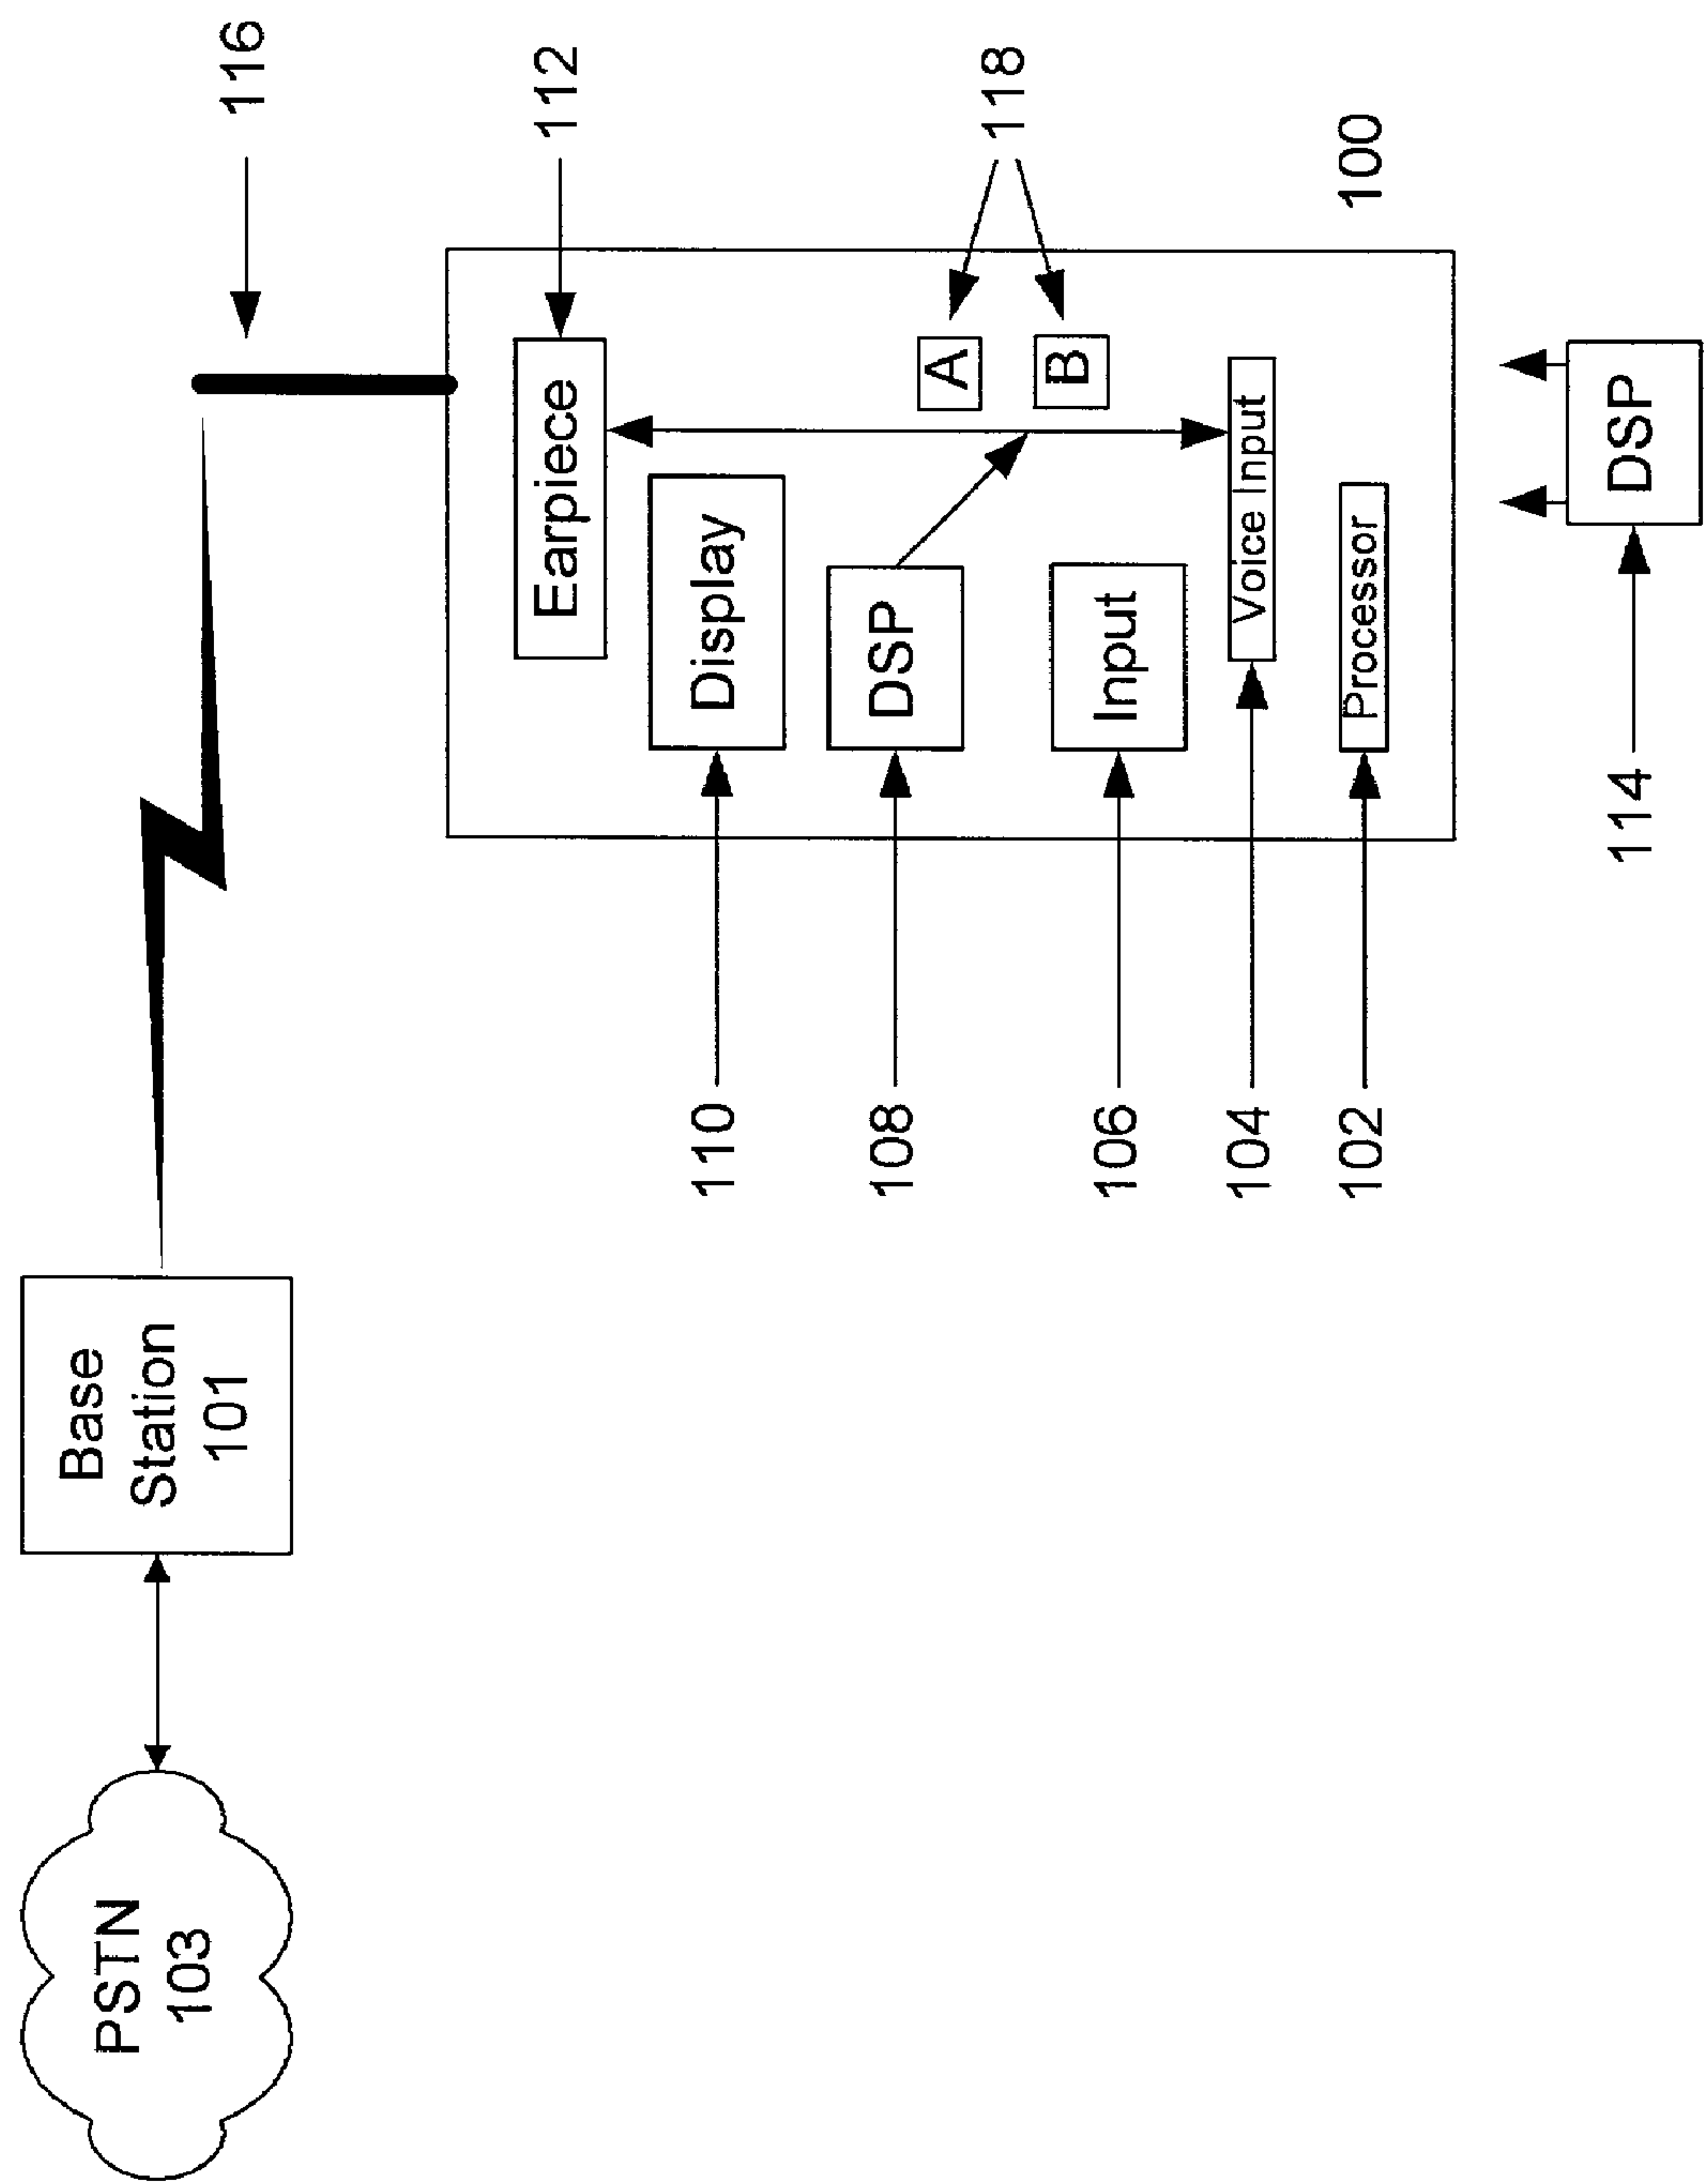 PSTN
103
Base
Station
101
116
112
Earpiece
110
Display
108
DSP
A
B
118
106
Input
104
Voice Input
102
Processor
100
114
DSP